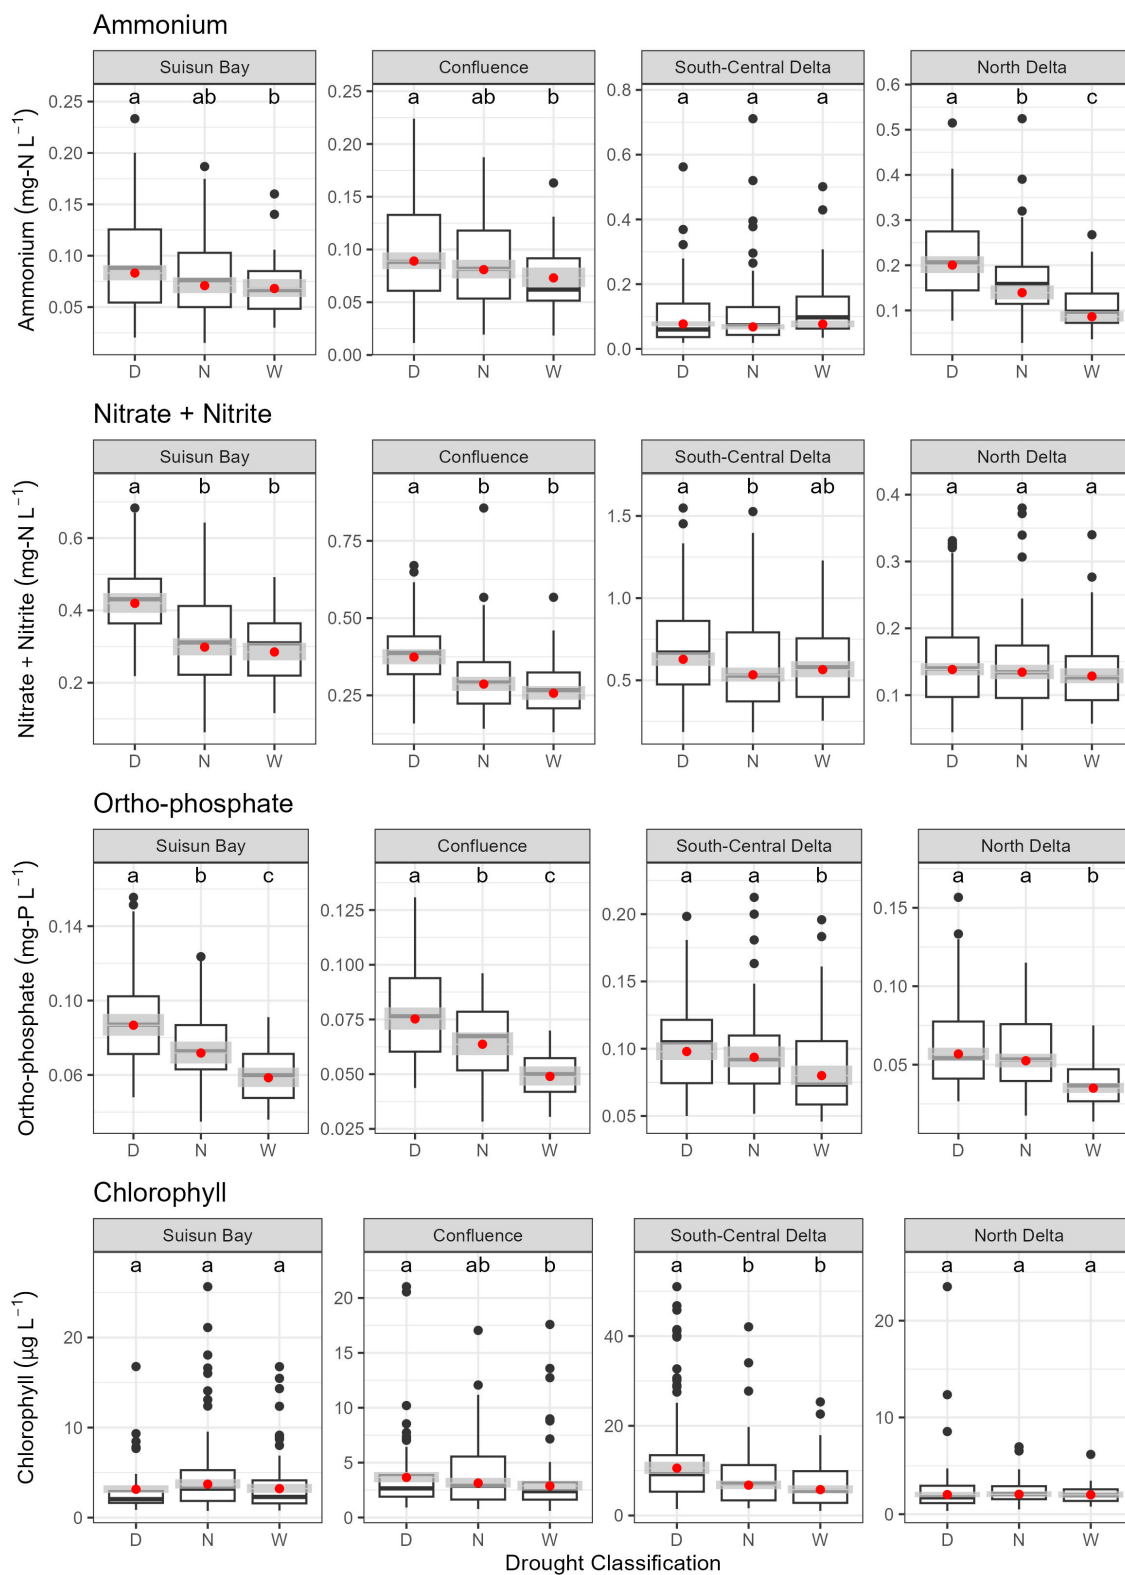 Ammonium
Suisun Bay Confluence South-Central Delta North Delta
Ammonium (mg-N L⁻¹)
a ab b a ab b a a a a b c
0.25 0.20 0.15 0.10 0.05
0.25 0.20 0.15 0.10 0.05 0.00
0.8 0.6 0.4 0.2 0.0
0.6 0.5 0.4 0.3 0.2 0.1
D N W D N W D N W D N W
Nitrate + Nitrite
Suisun Bay Confluence South-Central Delta North Delta
Nitrate + Nitrite (mg-N L⁻¹)
a b b a b b a b ab a a a
0.6 0.4 0.2
0.75 0.50 0.25
1.5 1.0 0.5
0.4 0.3 0.2 0.1
D N W D N W D N W D N W
Ortho-phosphate
Suisun Bay Confluence South-Central Delta North Delta
Ortho-phosphate (mg-P L⁻¹)
a b c a b c a a b a a b
0.14 0.10 0.06
0.125 0.100 0.075 0.050 0.025
0.20 0.15 0.10 0.05
0.15 0.10 0.05
D N W D N W D N W D N W
Chlorophyll
Suisun Bay Confluence South-Central Delta North Delta
Chlorophyll (µg L⁻¹)
a a a a ab b a b b a a a
20 10 0
20 15 10 5 0
40 20 0
20 10 0
D N W D N W D N W D N W
Drought Classification